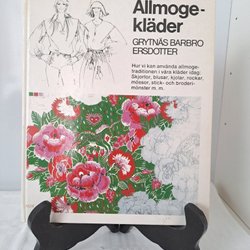 Allmoge-
kläder
GRYTNÄS BARBRO
ERSDOTTER
Hur vi kan använda allmoge-
traditionen i våra kläder idag:
Skjortor, blusar, kjolar, rockar,
mössor, stick- och broderi-
mönster m.m.